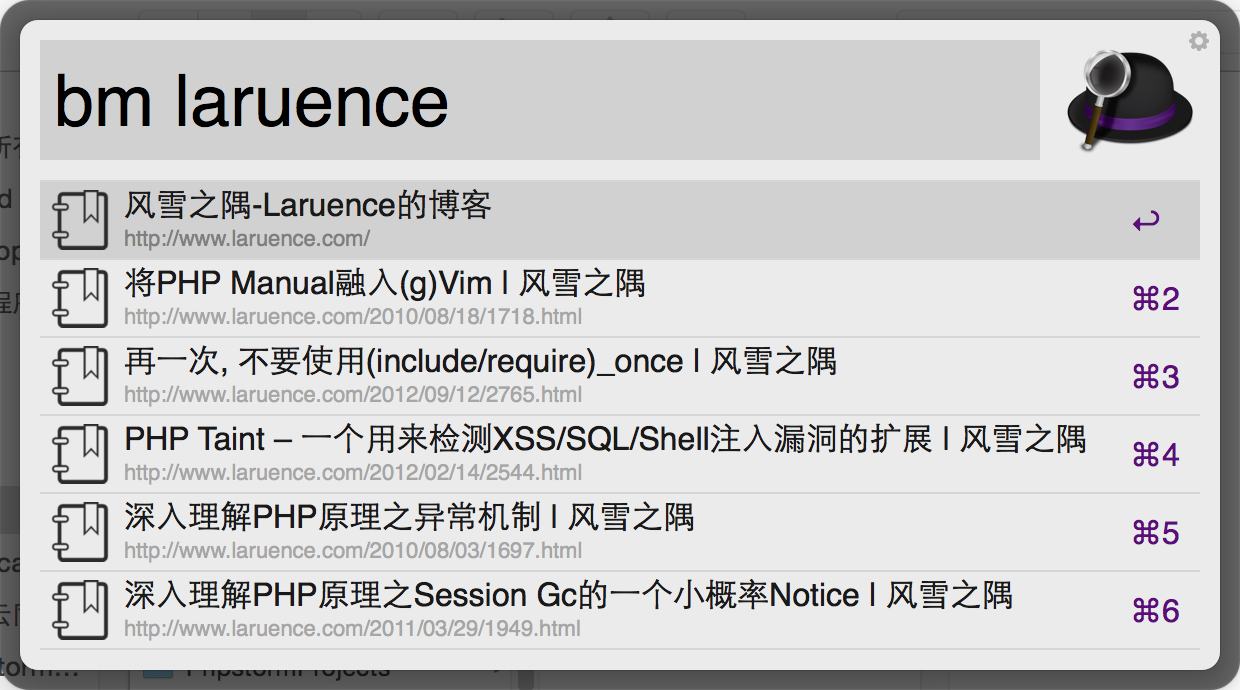 bm laruence
风雪之隅-Laruence的博客
http://www.laruence.com/
将PHP Manual融入(g)Vim | 风雪之隅
http://www.laruence.com/2010/08/18/1718.html
⌘2
再一次, 不要使用(include/require)_once | 风雪之隅
http://www.laruence.com/2012/09/12/2765.html
⌘3
PHP Taint – 一个用来检测XSS/SQL/Shell注入漏洞的扩展 | 风雪之隅
http://www.laruence.com/2012/02/14/2544.html
⌘4
深入理解PHP原理之异常机制 | 风雪之隅
http://www.laruence.com/2010/08/03/1697.html
⌘5
深入理解PHP原理之Session Gc的一个小概率Notice | 风雪之隅
http://www.laruence.com/2011/03/29/1949.html
⌘6
PhpstormProjects